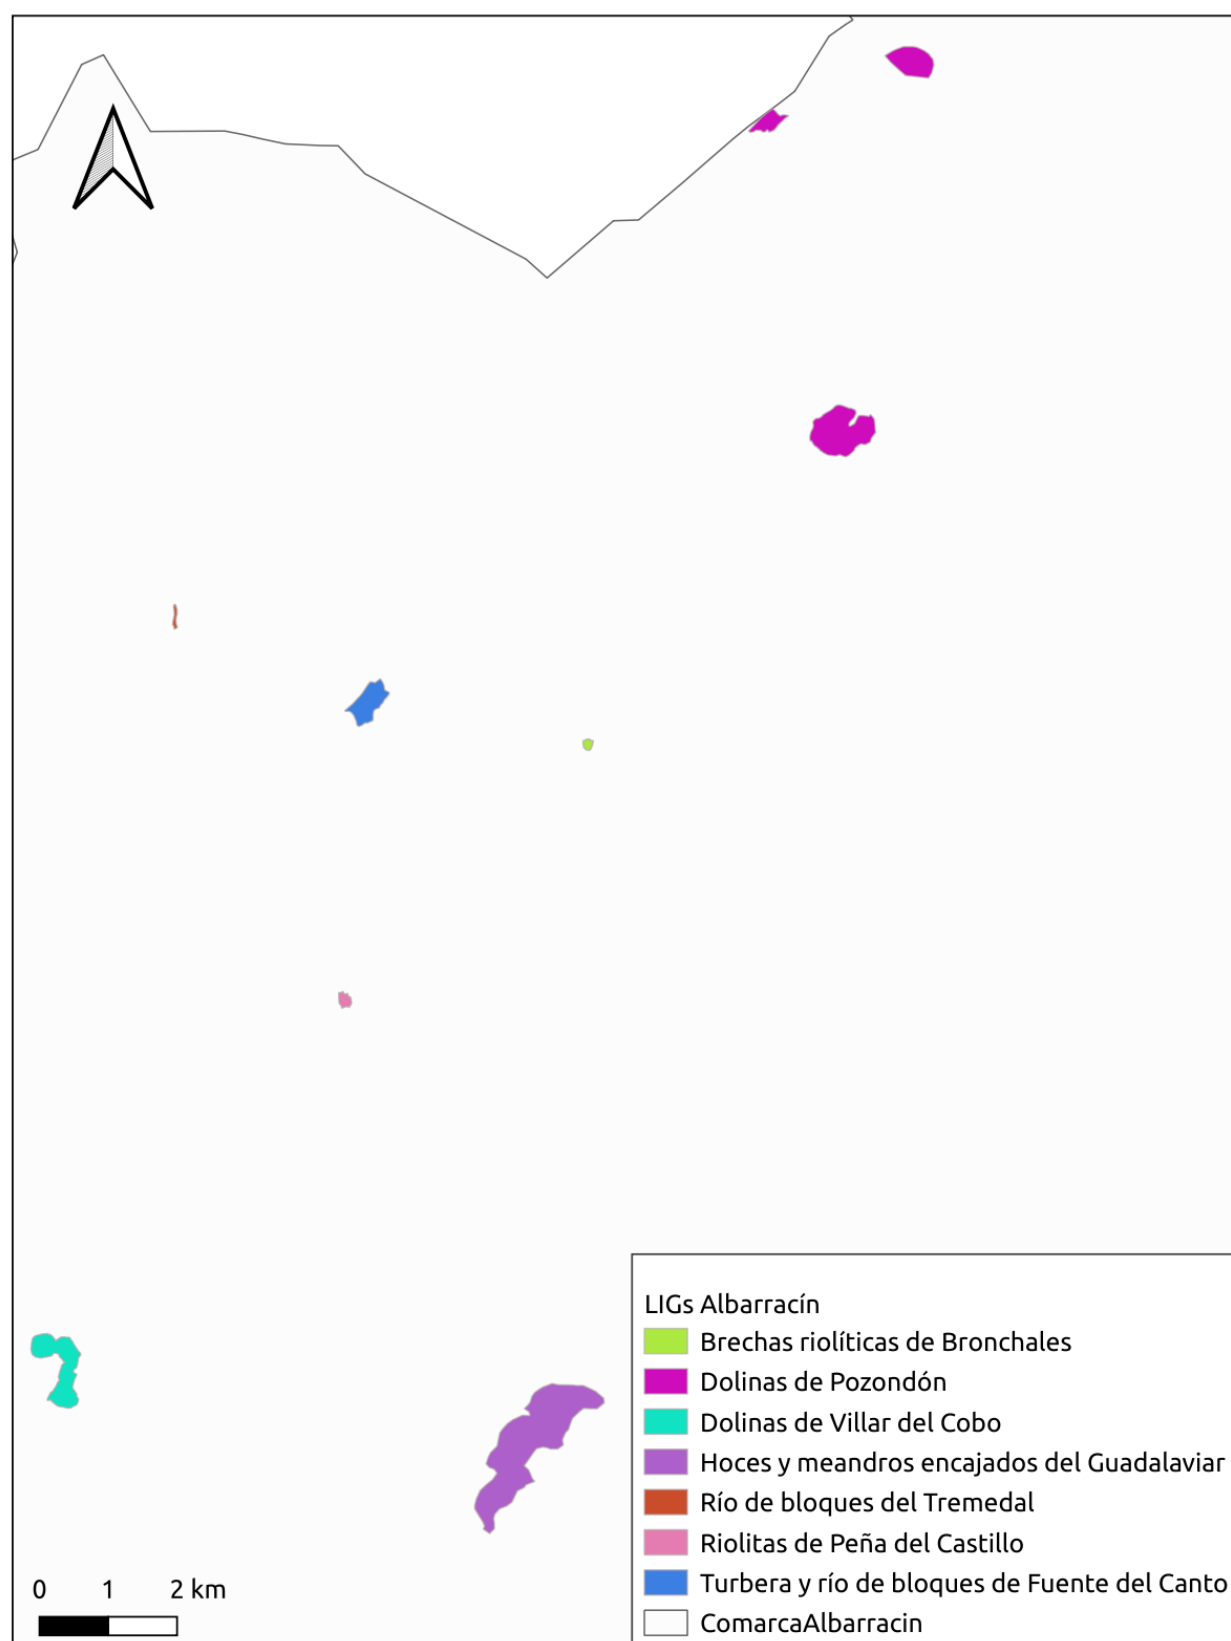 LIGs Albarracín
Brechas riolíticas de Bronchales
Dolinas de Pozondón
Dolinas de Villar del Cobo
Hoces y meandros encajados del Guadalaviar
Río de bloques del Tremedal
Riolitas de Peña del Castillo
Turbera y río de bloques de Fuente del Canto
ComarcaAlbarracin
0 1 2 km